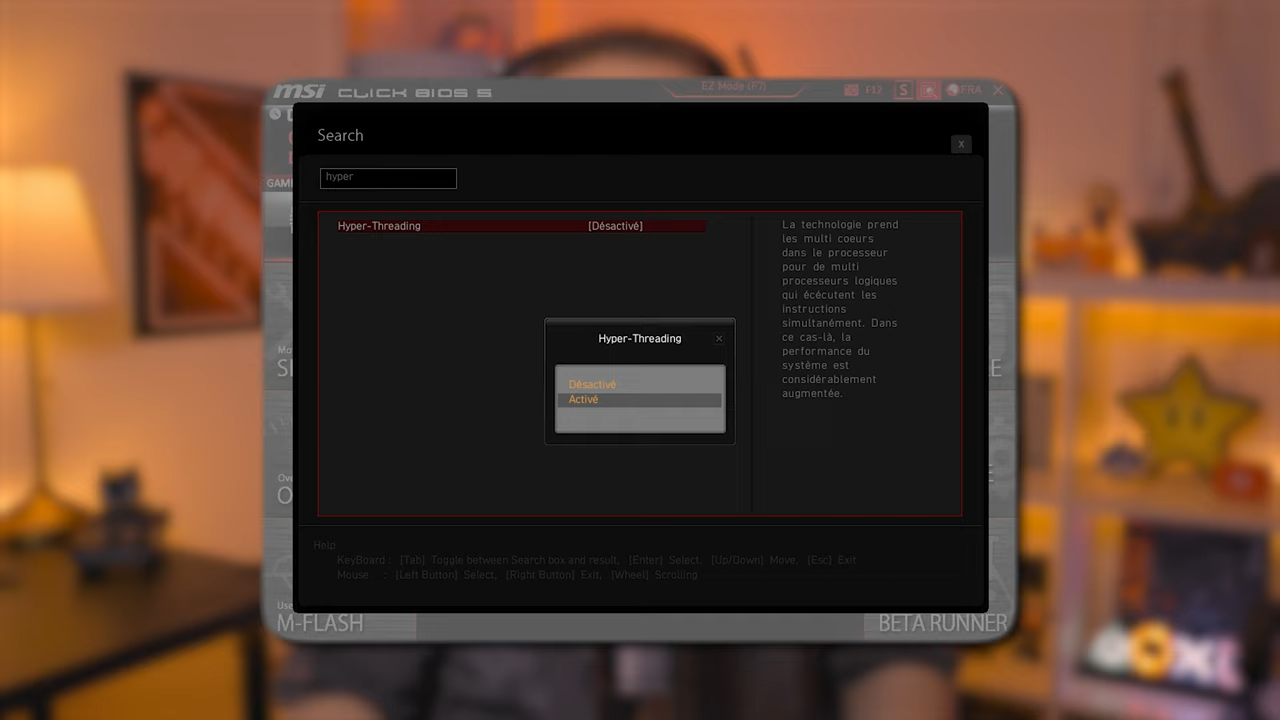 msi CLICK BIOS 5
EZ Mode (F7)
F12
S
FRA
X
Search
X
hyper
GAMI
Hyper-Threading [Désactivé]
La technologie prend
les multi coeurs
dans le processeur
pour de multi
processeurs logiques
qui écécutent les
instructions
simultanément. Dans
ce cas-là, la
performance du
système est
considérablement
augmentée.
Hyper-Threading
Désactivé
Activé
Help
KeyBoard : [Tab] Toggle between Search box and result, [Enter] Select, [Up/Down] Move, [Esc] Exit
Mouse : [Left Button] Select, [Right Button] Exit, [Wheel] Scrolling
Use
M-FLASH
BETA RUNNER